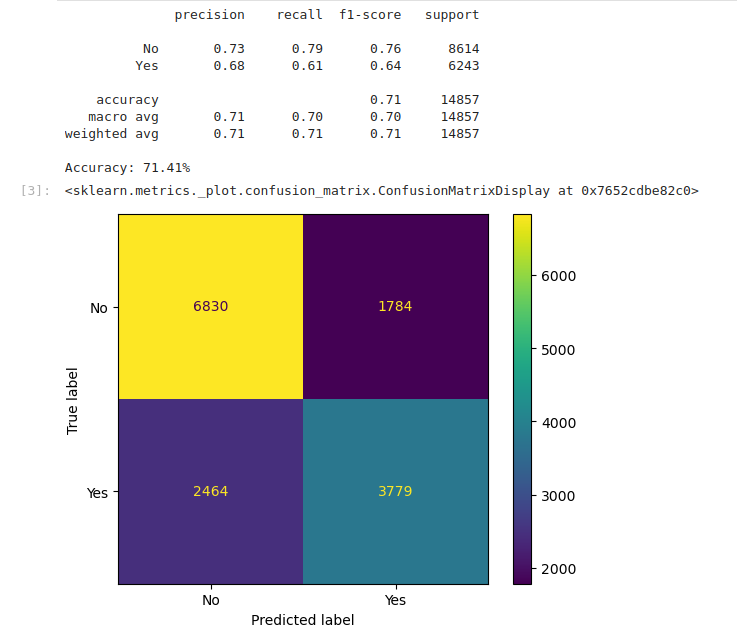 precision recall f1-score support
No 0.73 0.79 0.76 8614
Yes 0.68 0.61 0.64 6243
accuracy 0.71 14857
macro avg 0.71 0.70 0.70 14857
weighted avg 0.71 0.71 0.71 14857
Accuracy: 71.41%
[3]: <sklearn.metrics._plot.confusion_matrix.ConfusionMatrixDisplay at 0x7652cdbe82c0>
6000
No 6830 1784
5000
True label
4000
Yes 2464 3779
3000
2000
No Yes
Predicted label